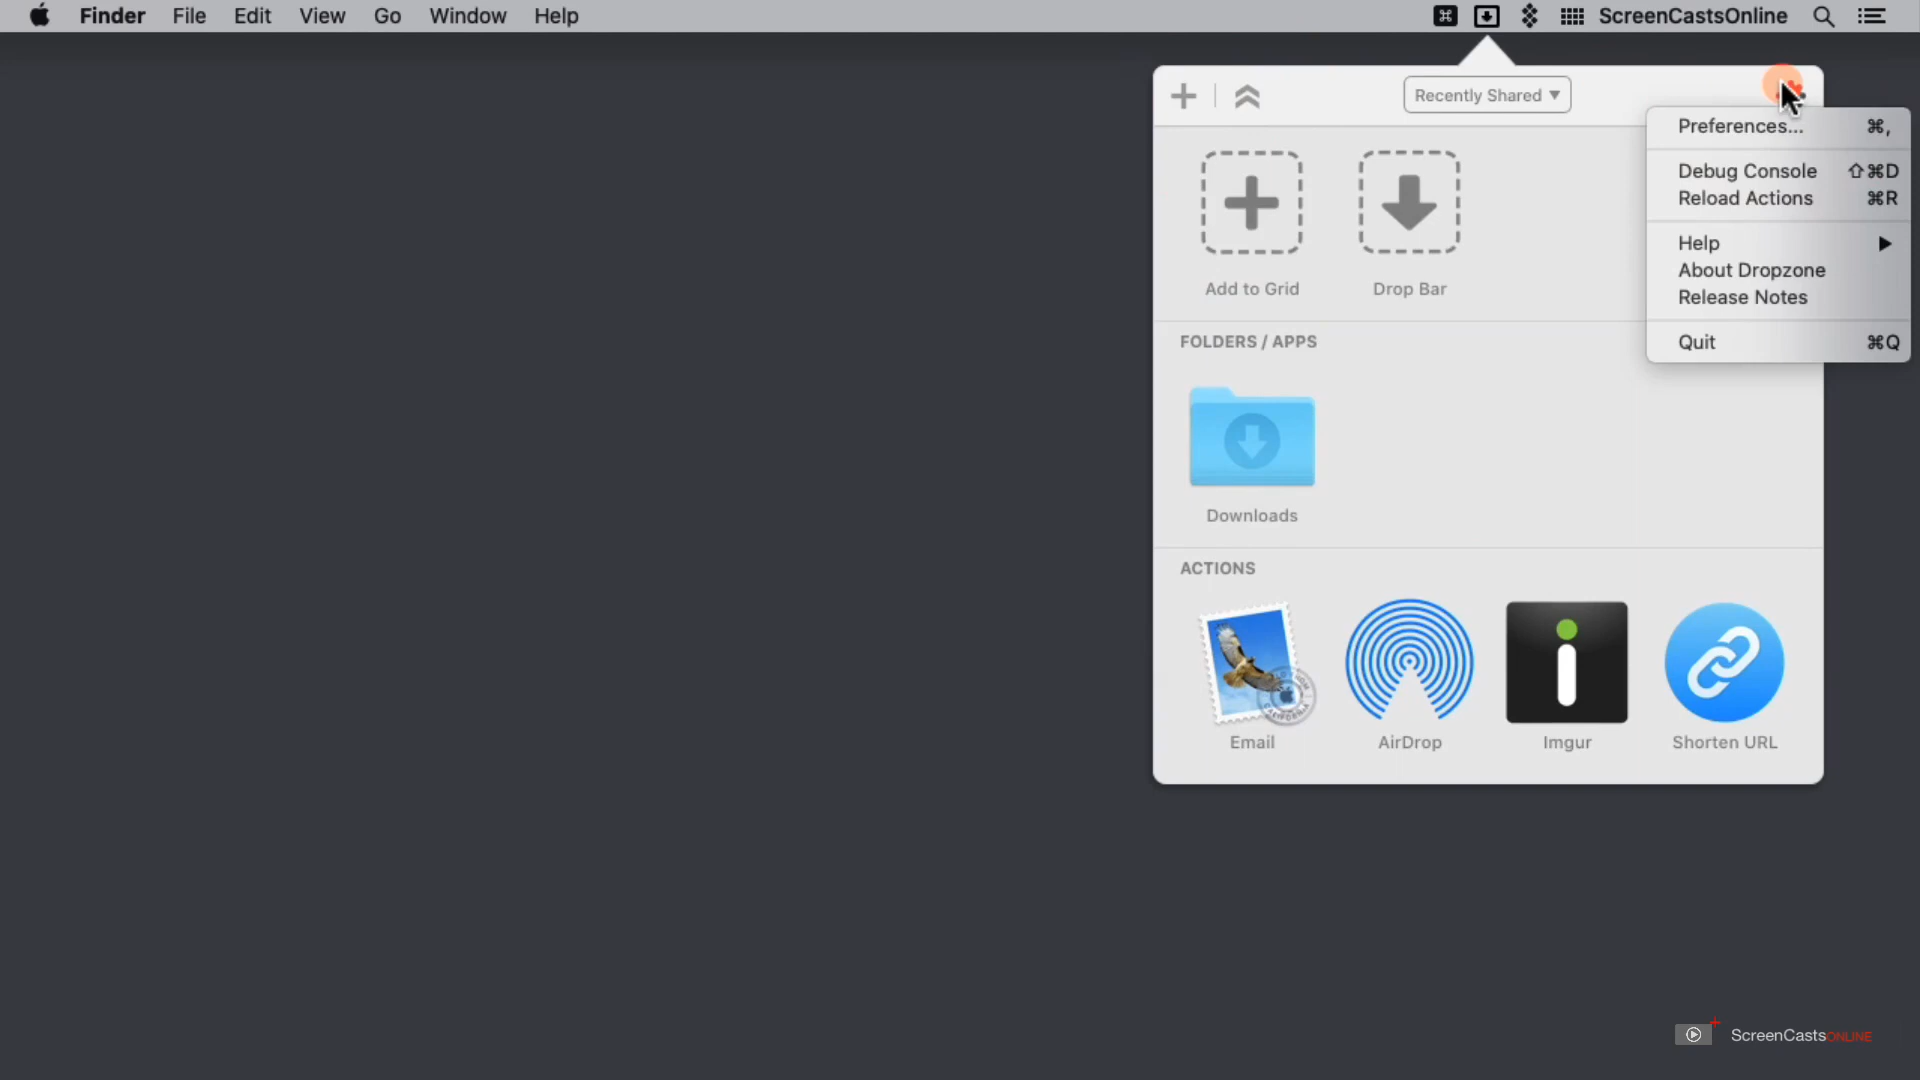 Finder File Edit View Go Window Help ScreenCastsOnline
Recently Shared ▼
Preferences... ⌘,
Debug Console ⇧⌘D
Reload Actions ⌘R
Help ▶
About Dropzone
Release Notes
Quit ⌘Q
Add to Grid Drop Bar
FOLDERS / APPS
Downloads
ACTIONS
Email AirDrop Imgur Shorten URL
ScreenCastsONLINE